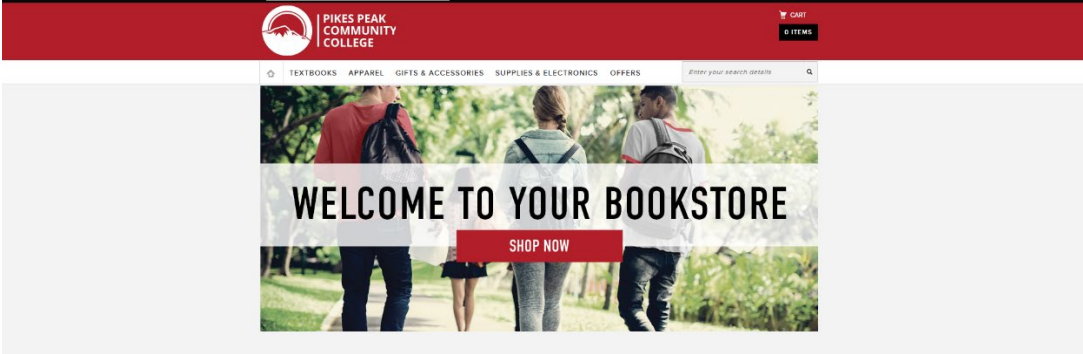 PIKES PEAK
COMMUNITY
COLLEGE
CART
0 ITEMS
TEXTBOOKS APPAREL GIFTS & ACCESSORIES SUPPLIES & ELECTRONICS OFFERS
Enter your search details
WELCOME TO YOUR BOOKSTORE
SHOP NOW